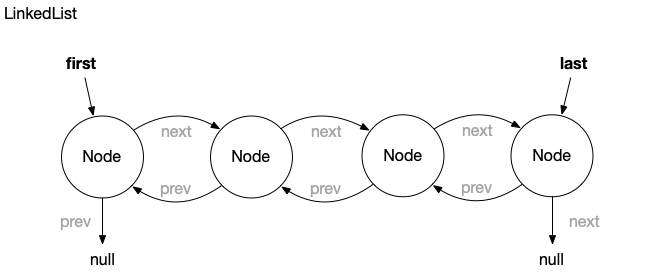 LinkedList
first last
next next next
Node Node Node Node
prev prev prev
prev next
null null